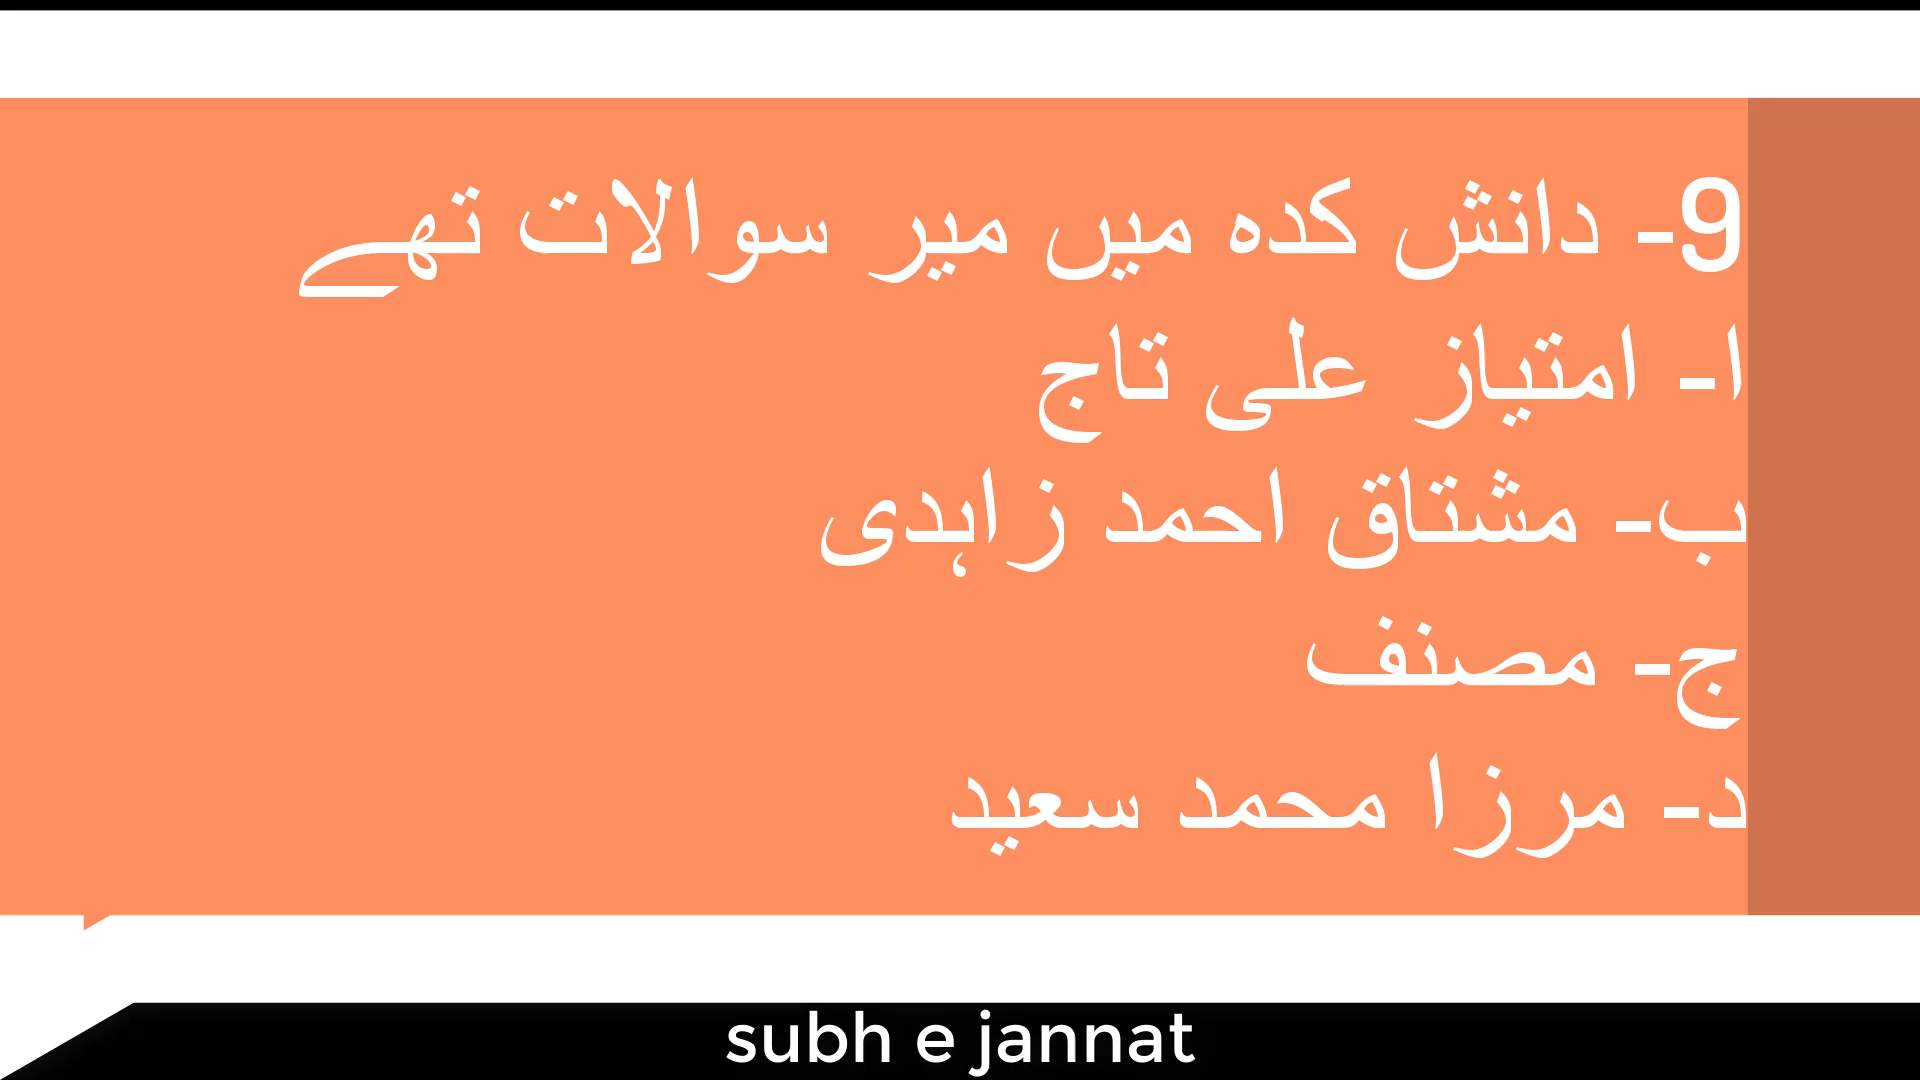 9- دانش کدہ میں میر سوالات تھے
ا- امتیاز علی تاج
ب- مشتاق احمد زاہدی
ج- مصنف
د- مرزا محمد سعید
subh e jannat